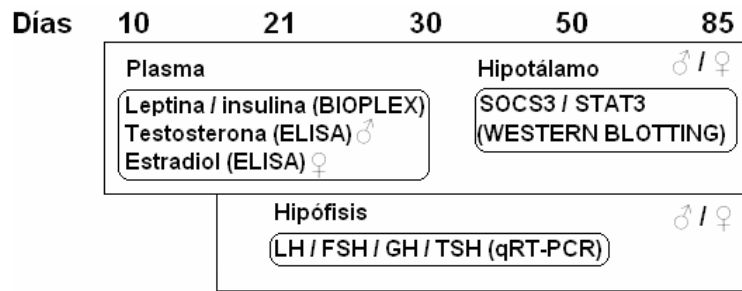 Días 10 21 30 50 85
Plasma Hipotálamo ♂ / ♀
Leptina / insulina (BIOPLEX) SOCS3 / STAT3
Testosterona (ELISA) ♂ (WESTERN BLOTTING)
Estradiol (ELISA) ♀
Hipófisis ♂ / ♀
LH / FSH / GH / TSH (qRT-PCR)